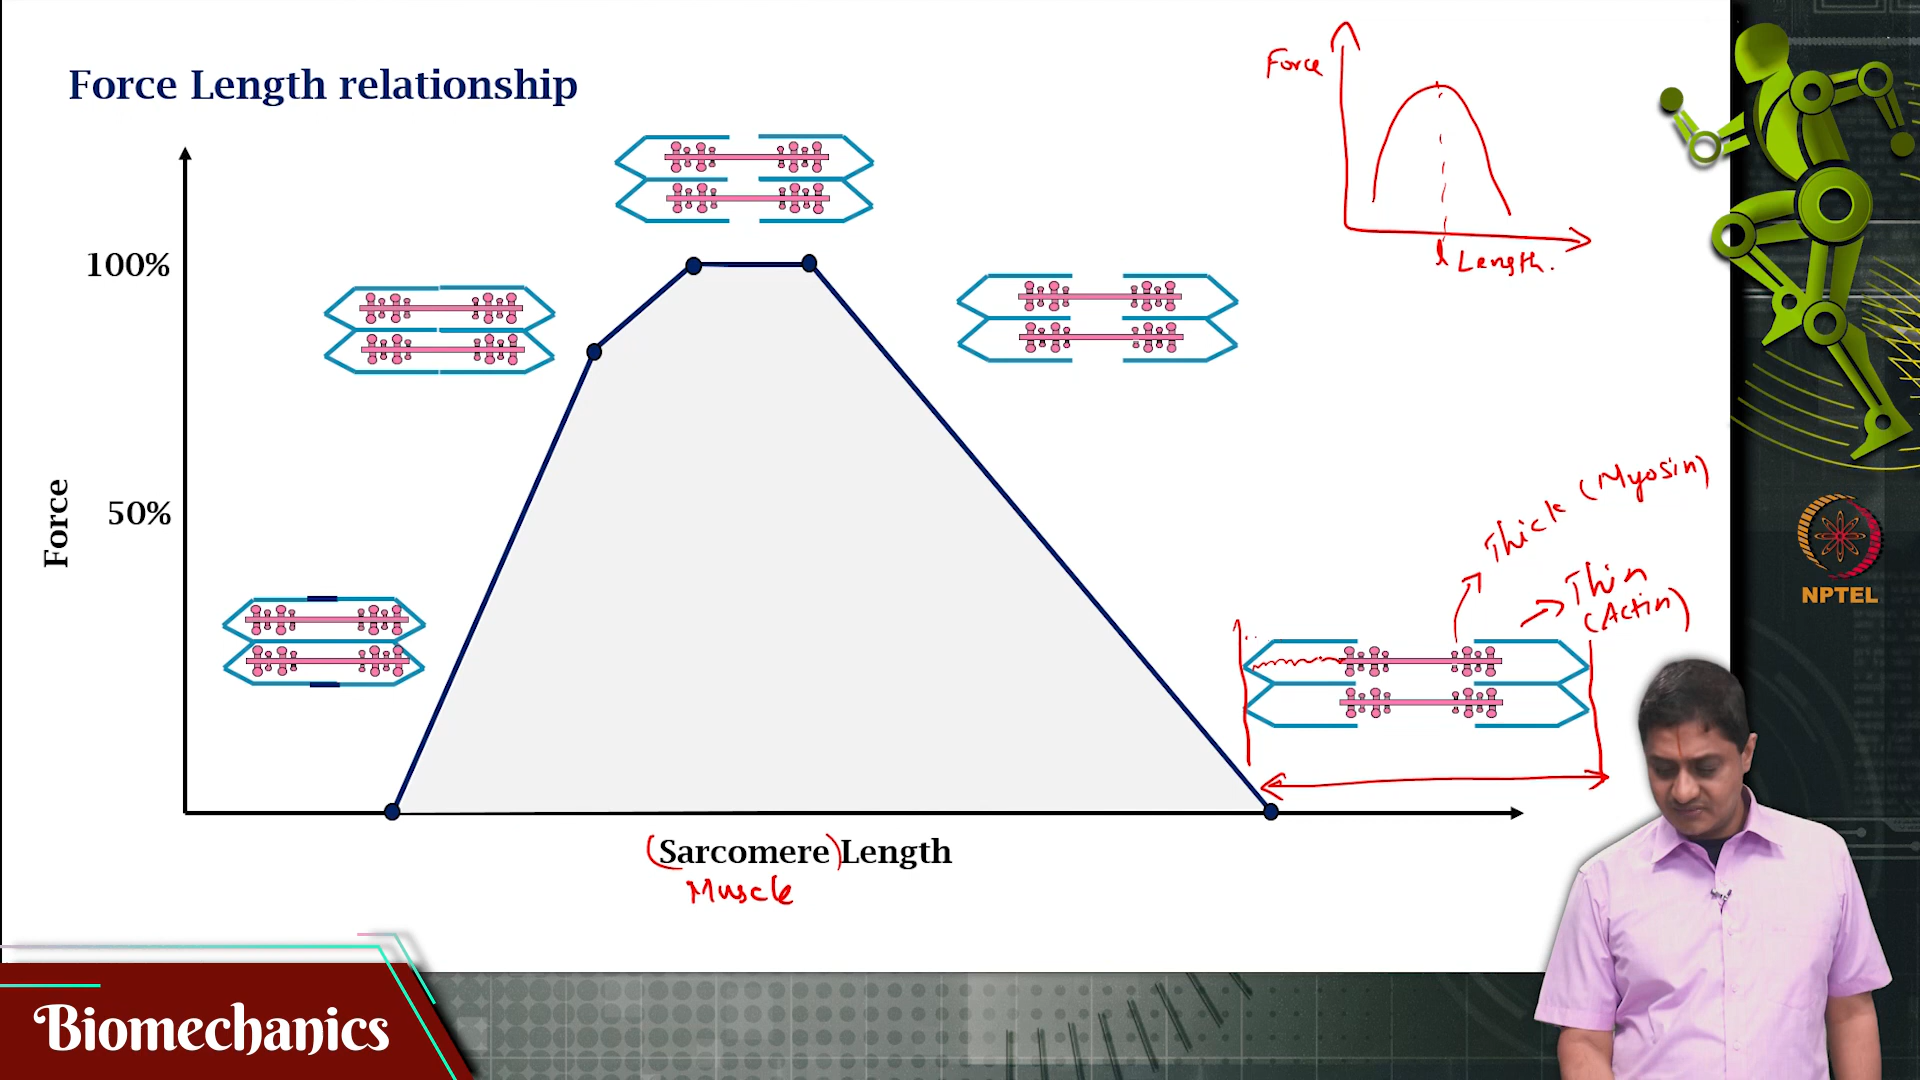 Force Length relationship
Force
l Length.
100%
50%
Force
Thick (Myosin)
Thin
(Actin)
(Sarcomere) Length
Muscle
NPTEL
Biomechanics